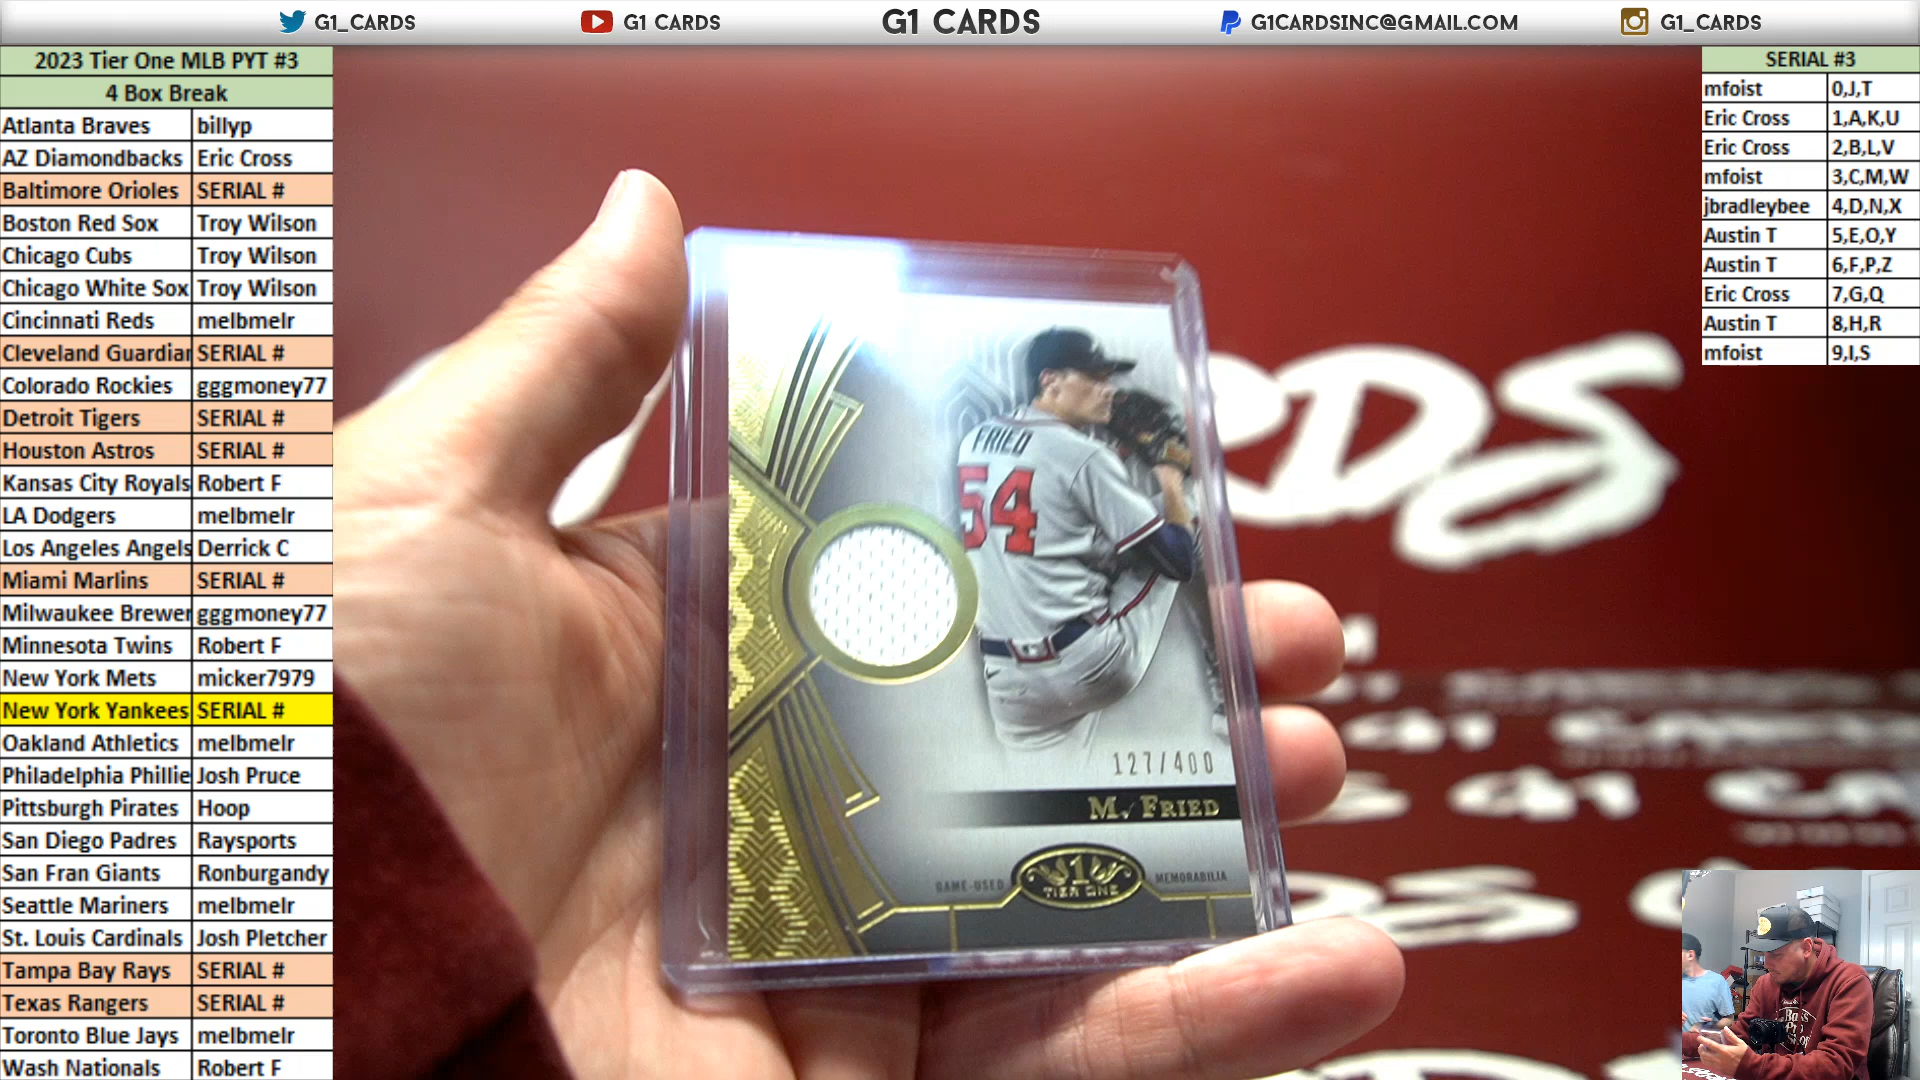 G1_CARDS
G1 CARDS
G1 CARDS
G1CARDSINC@GMAIL.COM
G1_CARDS
2023 Tier One MLB PYT #3
4 Box Break
Atlanta Braves billyp
AZ Diamondbacks Eric Cross
Baltimore Orioles SERIAL #
Boston Red Sox Troy Wilson
Chicago Cubs Troy Wilson
Chicago White Sox Troy Wilson
Cincinnati Reds melbmelr
Cleveland Guardian SERIAL #
Colorado Rockies gggmoney77
Detroit Tigers SERIAL #
Houston Astros SERIAL #
Kansas City Royals Robert F
LA Dodgers melbmelr
Los Angeles Angels Derrick C
Miami Marlins SERIAL #
Milwaukee Brewer gggmoney77
Minnesota Twins Robert F
New York Mets micker7979
New York Yankees SERIAL #
Oakland Athletics melbmelr
Philadelphia Phillie Josh Pruce
Pittsburgh Pirates Hoop
San Diego Padres Raysports
San Fran Giants Ronburgandy
Seattle Mariners melbmelr
St. Louis Cardinals Josh Pletcher
Tampa Bay Rays SERIAL #
Texas Rangers SERIAL #
Toronto Blue Jays melbmelr
Wash Nationals Robert F
FRIED
54
127/400
M. FRIED
GAME-USED MEMORABILIA
1
TIER ONE
RDS
SERIAL #3
mfoist 0,J,T
Eric Cross 1,A,K,U
Eric Cross 2,B,L,V
mfoist 3,C,M,W
jbradleybee 4,D,N,X
Austin T 5,E,O,Y
Austin T 6,F,P,Z
Eric Cross 7,G,Q
Austin T 8,H,R
mfoist 9,I,S